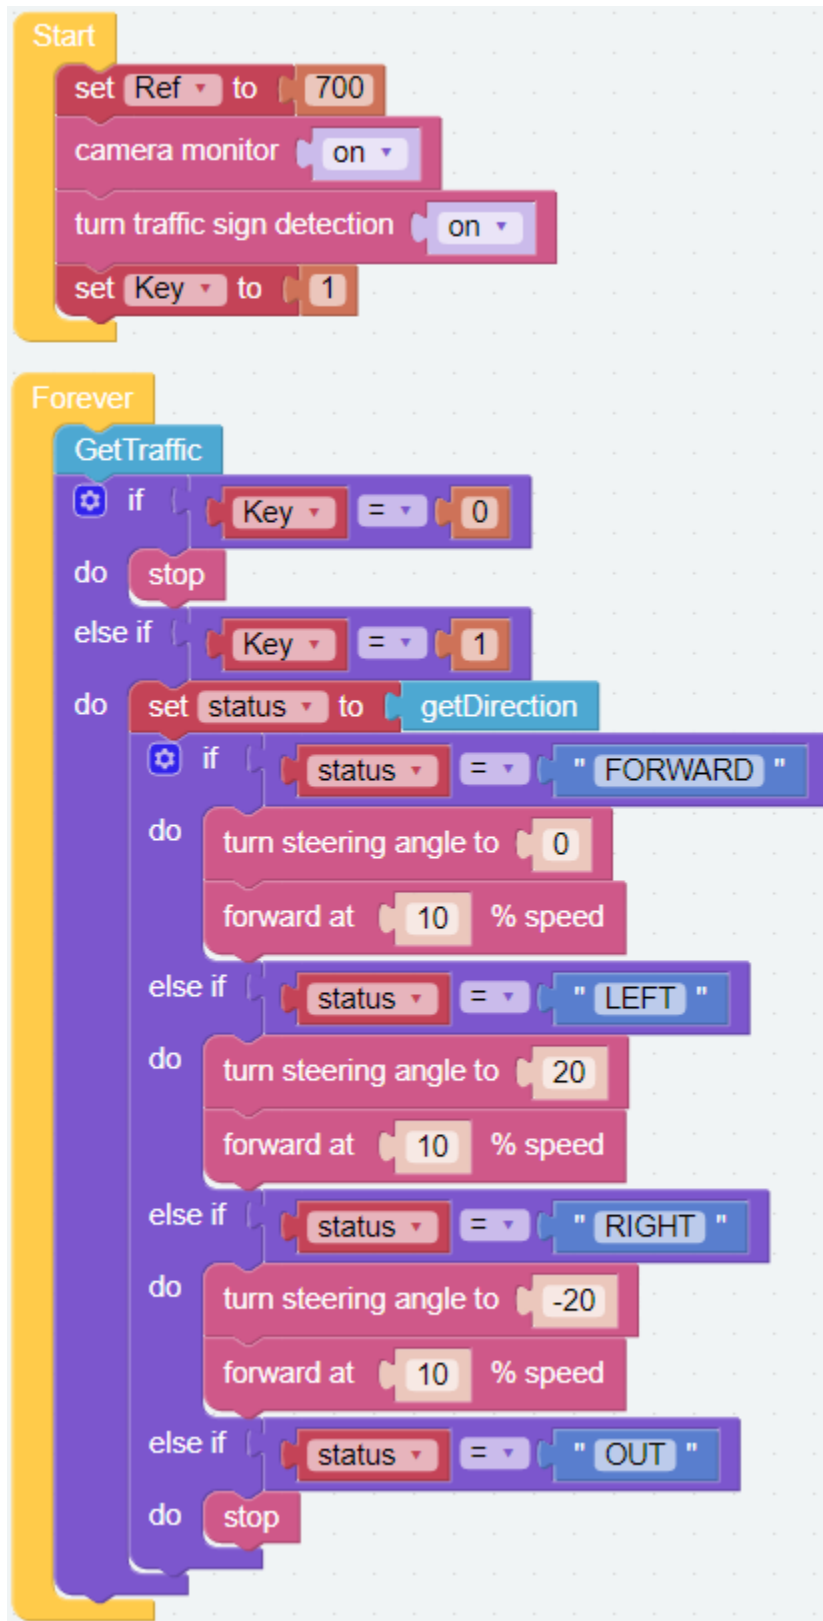 Start
set Ref to 700
camera monitor on
turn traffic sign detection on
set Key to 1
Forever
GetTraffic
if Key = 0
do stop
else if Key = 1
do set status to getDirection
if status = " FORWARD "
do turn steering angle to 0
forward at 10 % speed
else if status = " LEFT "
do turn steering angle to 20
forward at 10 % speed
else if status = " RIGHT "
do turn steering angle to -20
forward at 10 % speed
else if status = " OUT "
do stop